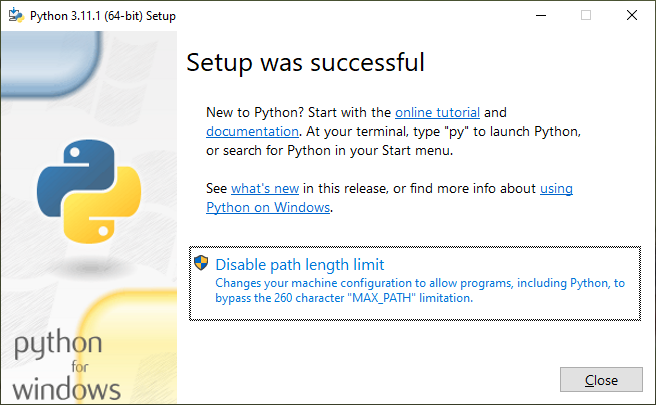 Python 3.11.1 (64-bit) Setup
Setup was successful
New to Python? Start with the online tutorial and
documentation. At your terminal, type "py" to launch Python,
or search for Python in your Start menu.
See what's new in this release, or find more info about using
Python on Windows.
Disable path length limit
Changes your machine configuration to allow programs, including Python, to
bypass the 260 character "MAX_PATH" limitation.
python
for
windows
Close